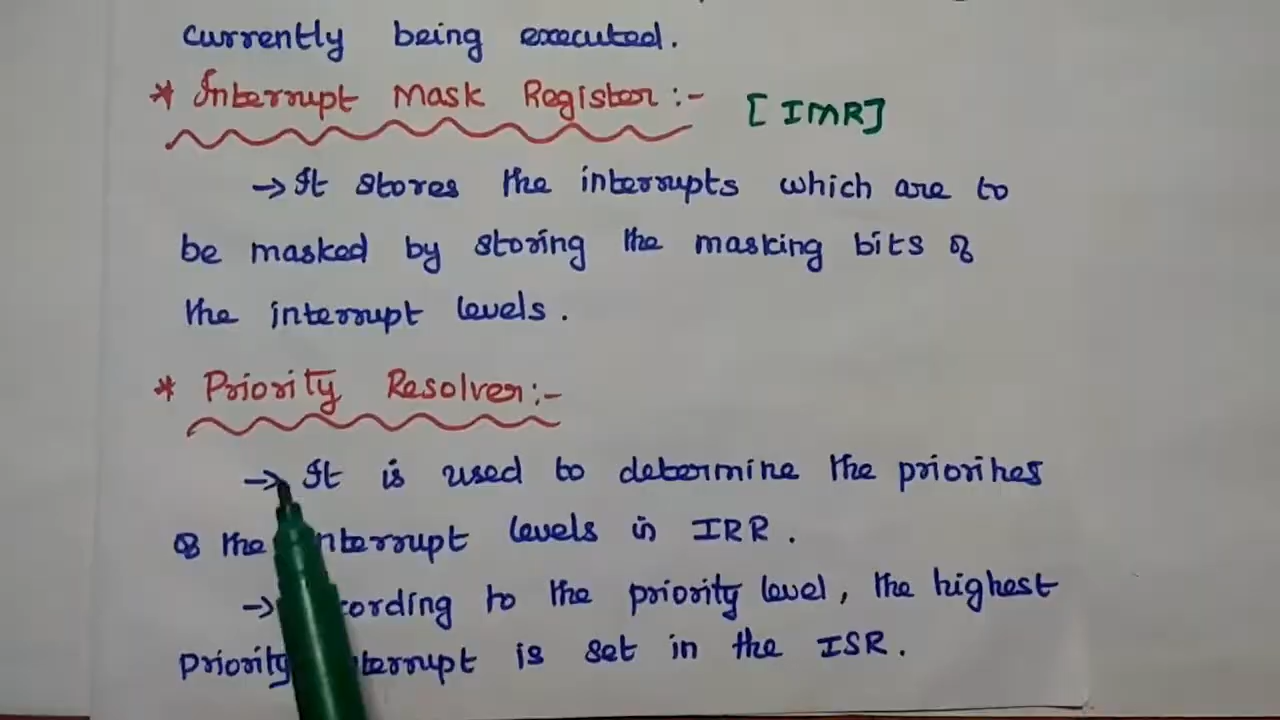 currently being executed.
* Interrupt Mask Register:- [IMR]
→ It stores the interrupts which are to
be masked by storing the masking bits of
the interrupt levels.
* Priority Resolver:-
→ It is used to determine the priorities
of the interrupt levels in IRR.
→ cording to the priority level, the highest
Priority terrupt is set in the ISR.